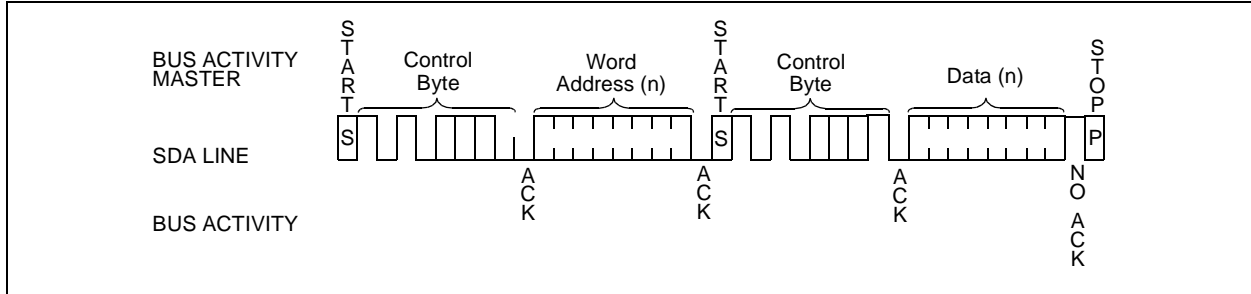 BUS ACTIVITY
MASTER
START
Control
Byte
Word
Address (n)
START
Control
Byte
Data (n)
STOP
SDA LINE
S
S
P
ACK
ACK
ACK
NO ACK
BUS ACTIVITY